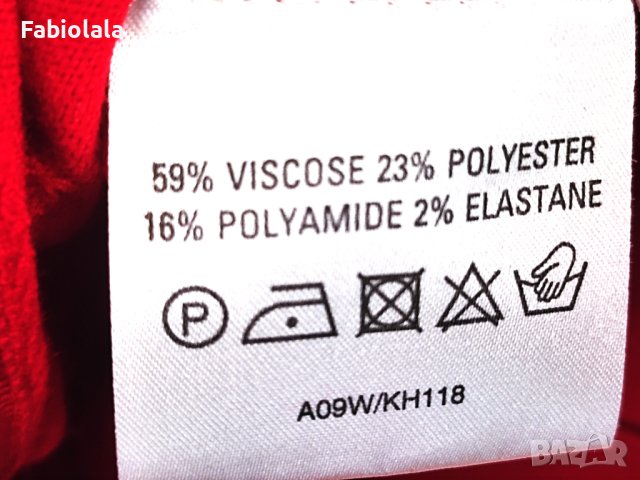 Fabiolala
59% VISCOSE 23% POLYESTER
16% POLYAMIDE 2% ELASTANE
P
A09W/KH118
BAZAR